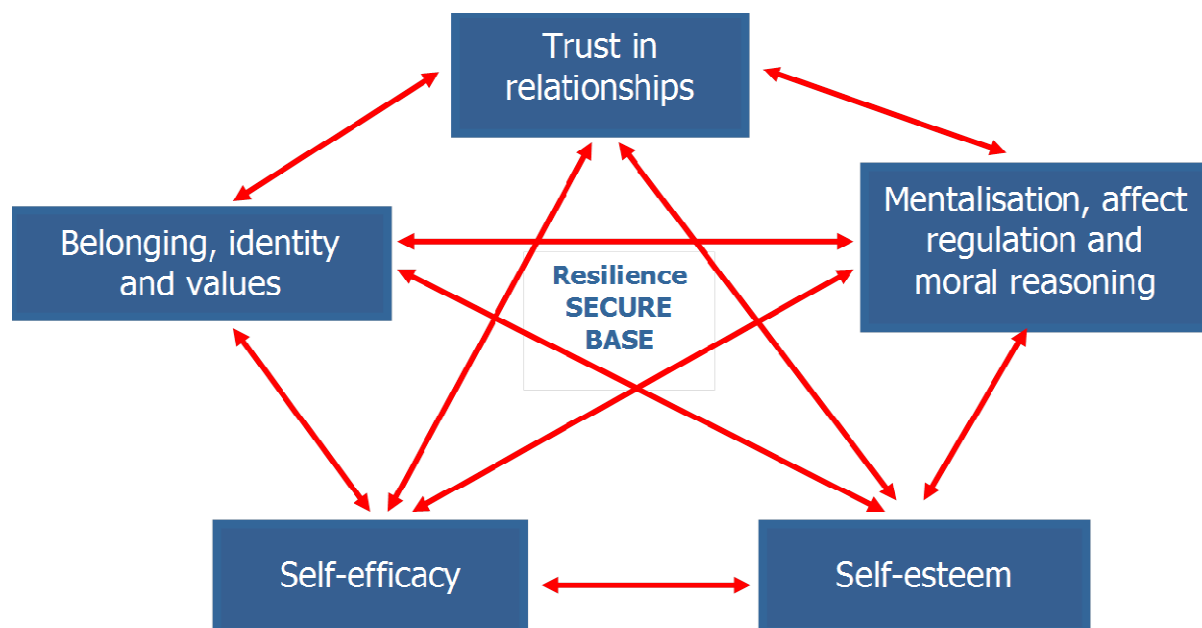 Trust in
relationships
Mentalisation, affect
regulation and
moral reasoning
Belonging, identity
and values
Resilience
SECURE
BASE
Self-efficacy
Self-esteem